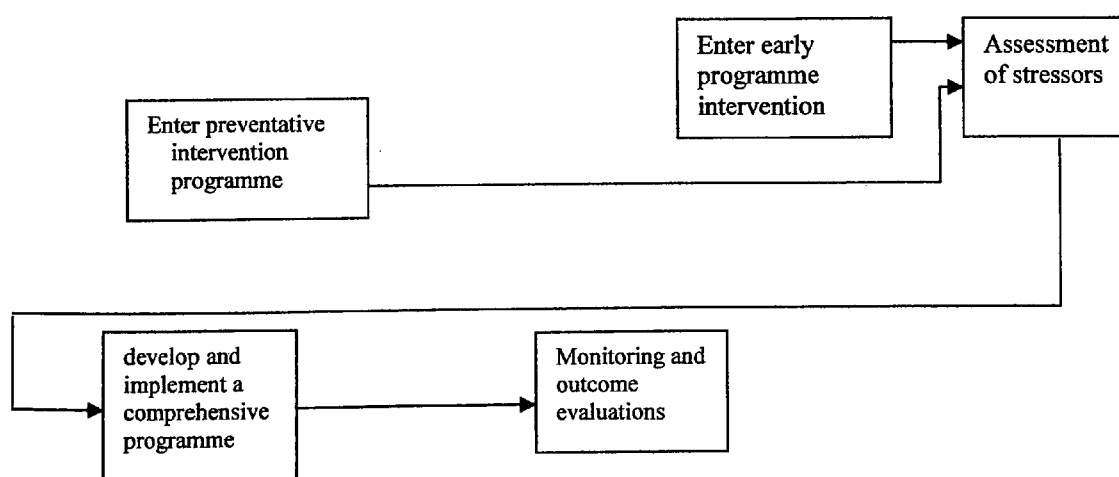 Enter early
programme
intervention
Assessment
of stressors
Enter preventative
intervention
programme
develop and
implement a
comprehensive
programme
Monitoring and
outcome
evaluations